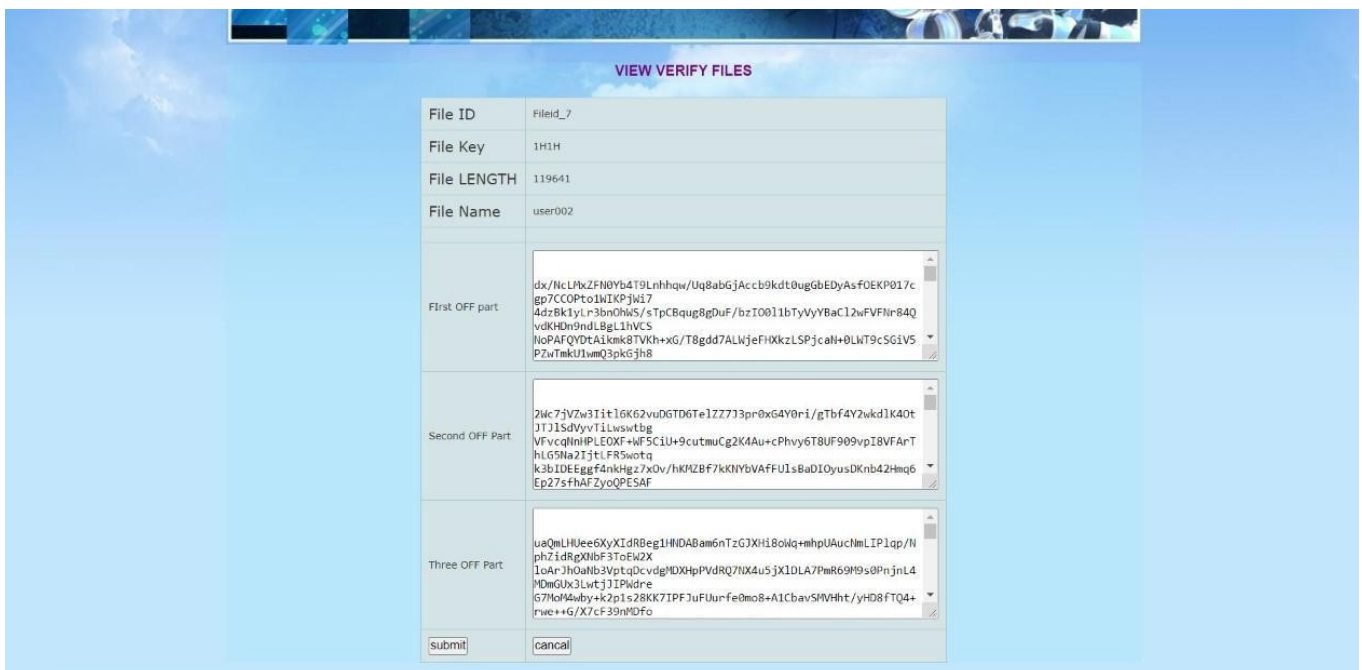 VIEW VERIFY FILES
File ID Fileid_7
File Key 1H1H
File LENGTH 119641
File Name user002
FIrst OFF part
dx/NcLMxZFN0Yb4T9Lnhhqw/Uq8abGjAccb9kdt0ugGbEDyAsfOEKP017c
gp7CCOPto1WIKPjWi7
4dzBk1yLr3bnOhWS/sTpCBqug8gDuF/bzIO0l1bTyVyYBaCl2wFVFNr84Q
vdKHDn9ndLBgL1hVCS
NoPAFQYDtAikmk8TVKh+xG/T8gdd7ALWjeFHXkzLSPjcaN+0LWT9cSGiV5
PZwTmkU1wmQ3pkGjh8
Second OFF Part
2Wc7jVZw3Iitl6K62vuDGTD6TelZZ7J3pr0xG4Y0ri/gTbf4Y2wkdlK4Ot
JTJlSdVyvTiLwswtbg
VFvcqNnHPLEOXF+WF5CiU+9cutmuCg2K4Au+cPhvy6T8UF909vpI8VFArT
hLG5Na2IjtLFR5wotq
k3bIDEEggf4nkHgz7xOv/hKMZBf7kKNYbVAfFUlsBaDIOyusDKnb42Hmq6
Ep27sfhAFZyoQPESAF
Three OFF Part
uaQmLHUee6XyXIdRBeg1HNDABam6nTzGJXHi8oWq+mhpUAucNmLIPlqp/N
phZidRgXNbF3ToEW2X
loArJhOaNb3VptqDcvdgMDXHpPVdRQ7NX4u5jXlDLA7PmR69M9s0PnjnL4
MDmGUx3LwtjJIPWdre
G7MoM4wby+k2p1s28KK7IPFJuFUurfe0mo8+A1CbavSMVHht/yHD8fTQ4+
rwe++G/X7cF39nMDfo
submit cancal